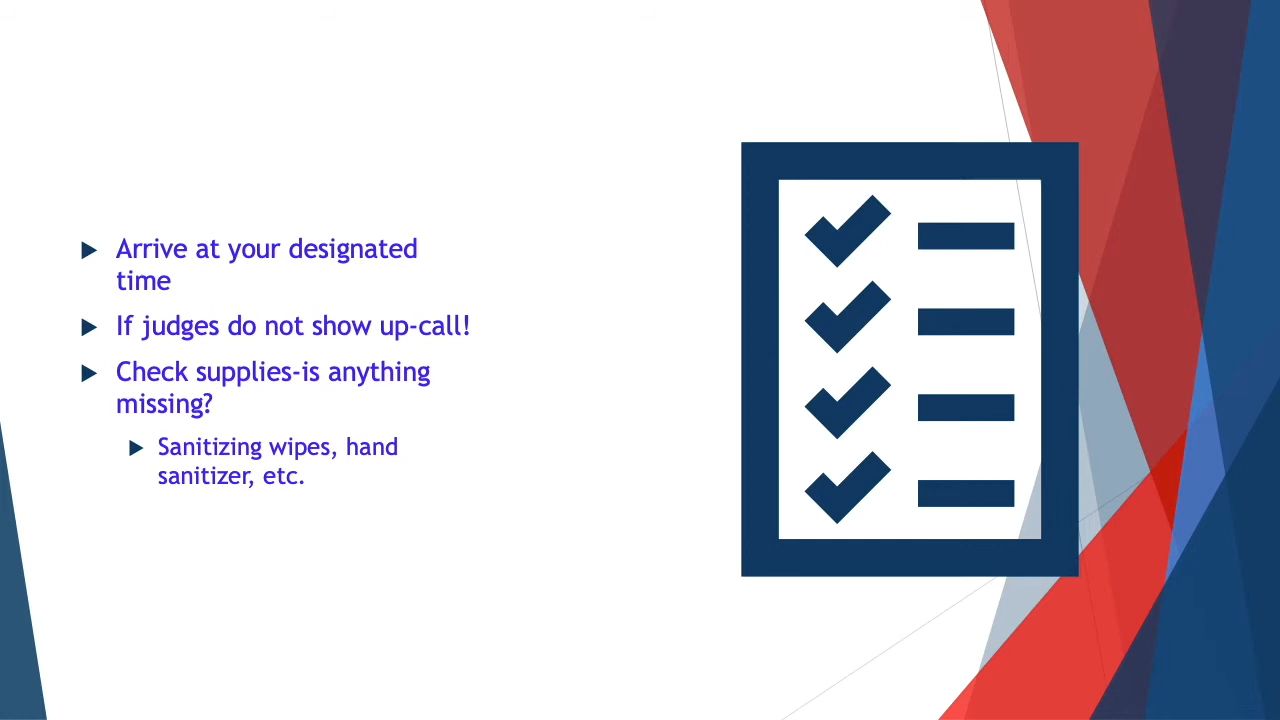 Arrive at your designated
time
If judges do not show up-call!
Check supplies-is anything
missing?
Sanitizing wipes, hand
sanitizer, etc.